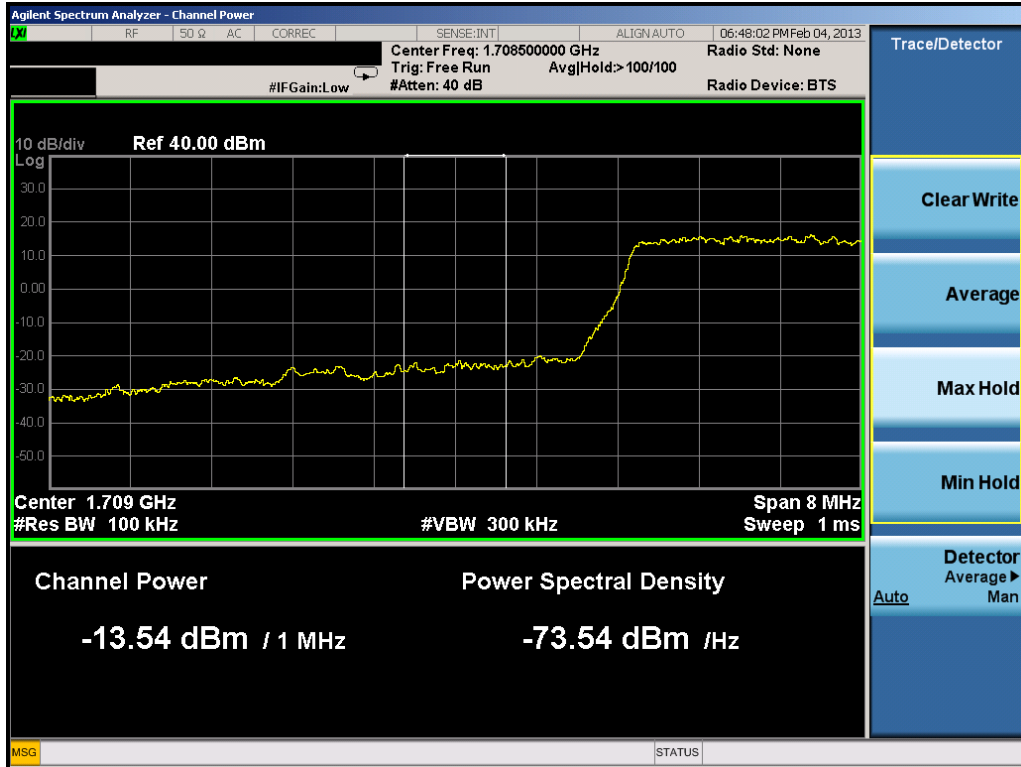 Agilent Spectrum Analyzer - Channel Power
LXI RF 50 Ω AC CORREC SENSE:INT ALIGNAUTO 06:48:02 PM Feb 04, 2013
Center Freq: 1.708500000 GHz Radio Std: None
Trig: Free Run Avg|Hold:>100/100
#IFGain:Low #Atten: 40 dB Radio Device: BTS
10 dB/div Ref 40.00 dBm
Log
30.0
20.0
10.0
0.00
-10.0
-20.0
-30.0
-40.0
-50.0
Center 1.709 GHz Span 8 MHz
#Res BW 100 kHz #VBW 300 kHz Sweep 1 ms
Channel Power Power Spectral Density
-13.54 dBm / 1 MHz -73.54 dBm /Hz
MSG STATUS
Trace/Detector
Clear Write
Average
Max Hold
Min Hold
Detector
Average▶
Auto Man